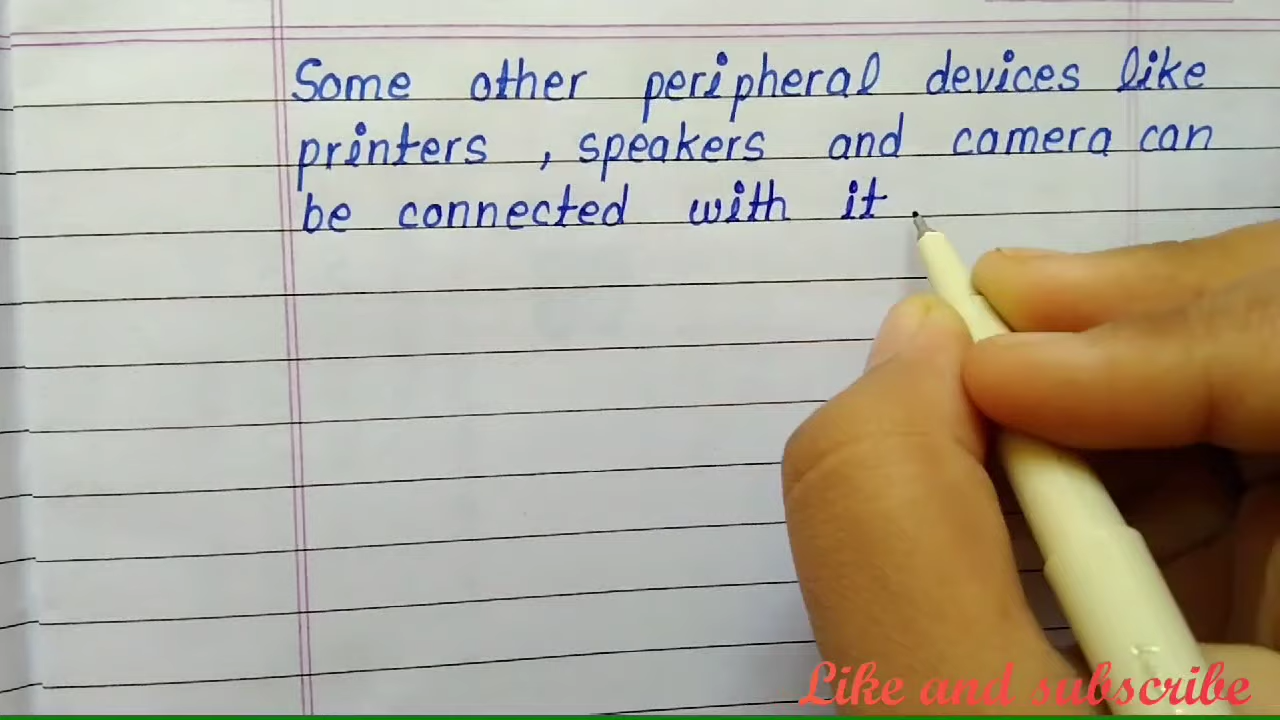 Some other peripheral devices like
printers , speakers and camera can
be connected with it .
Like and subscribe